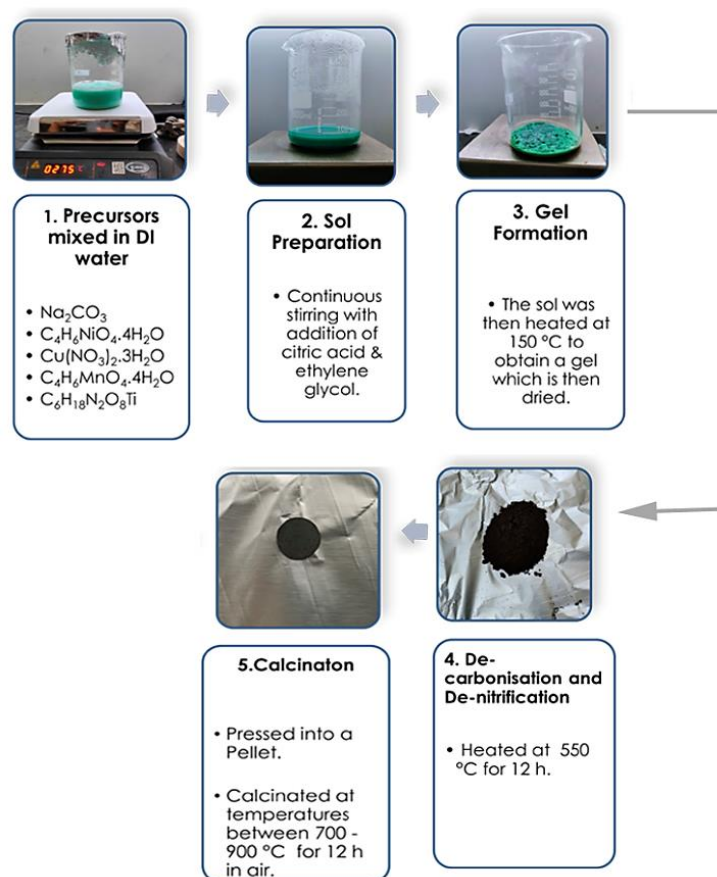 0275
1. Precursors
mixed in DI
water
• Na₂CO₃
• C₄H₆NiO₄.4H₂O
• Cu(NO₃)₂.3H₂O
• C₄H₆MnO₄.4H₂O
• C₆H₁₈N₂O₈Ti
2. Sol
Preparation
• Continuous
stirring with
addition of
citric acid &
ethylene
glycol.
3. Gel
Formation
• The sol was
then heated at
150 °C to
obtain a gel
which is then
dried.
4. De-
carbonisation and
De-nitrification
• Heated at 550
°C for 12 h.
5.Calcinaton
• Pressed into a
Pellet.
• Calcinated at
temperatures
between 700 -
900 °C for 12 h
in air.